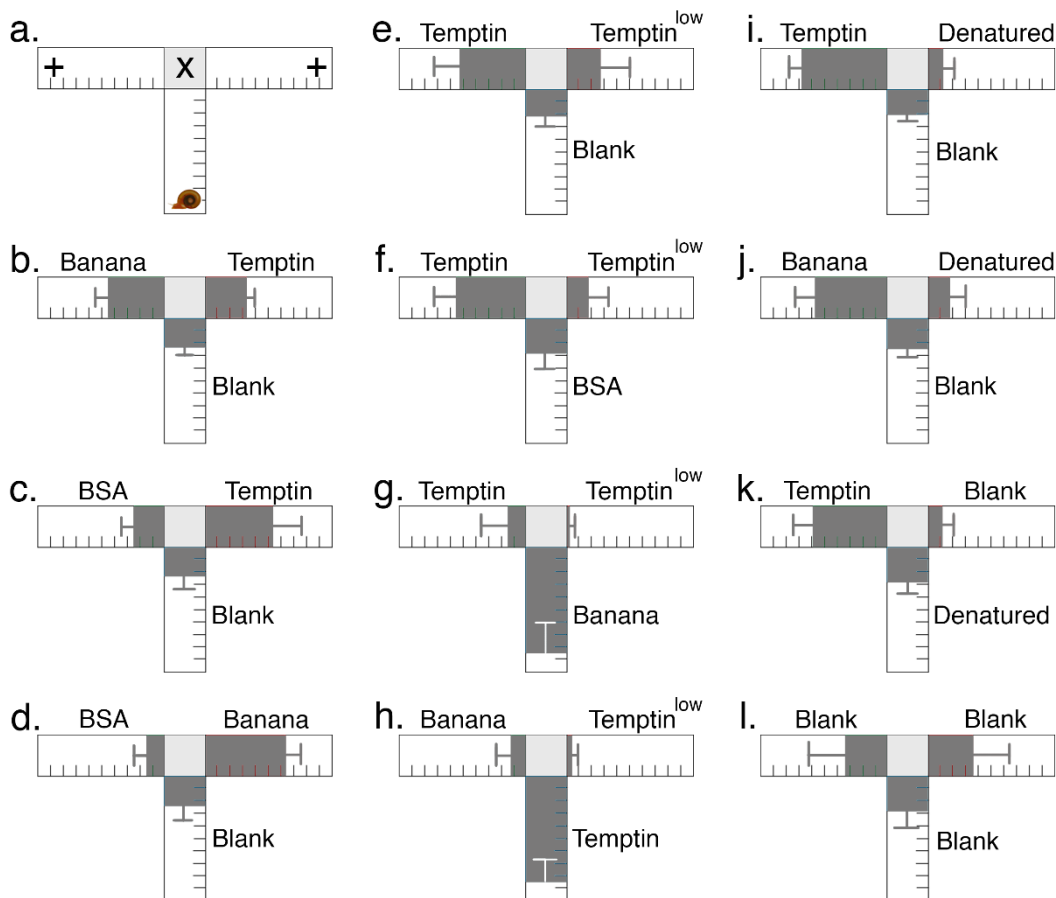 a.
+ X +
b.
Banana Temptin
Blank
c.
BSA Temptin
Blank
d.
BSA Banana
Blank
e.
Temptin Temptin low
Blank
f.
Temptin Temptin low
BSA
g.
Temptin Temptin low
Banana
h.
Banana Temptin low
Temptin
i.
Temptin Denatured
Blank
j.
Banana Denatured
Blank
k.
Temptin Blank
Denatured
l.
Blank Blank
Blank